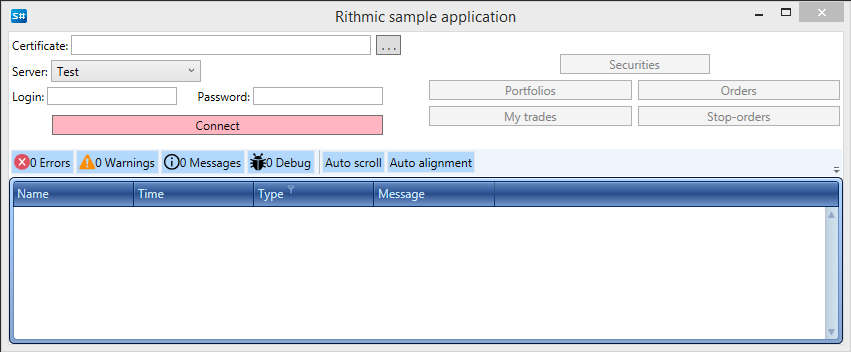 S# Rithmic sample application
Certificate: ...
Server: Test
Login: Password:
Connect
Securities
Portfolios Orders
My trades Stop-orders
0 Errors 0 Warnings 0 Messages 0 Debug Auto scroll Auto alignment
Name Time Type Message